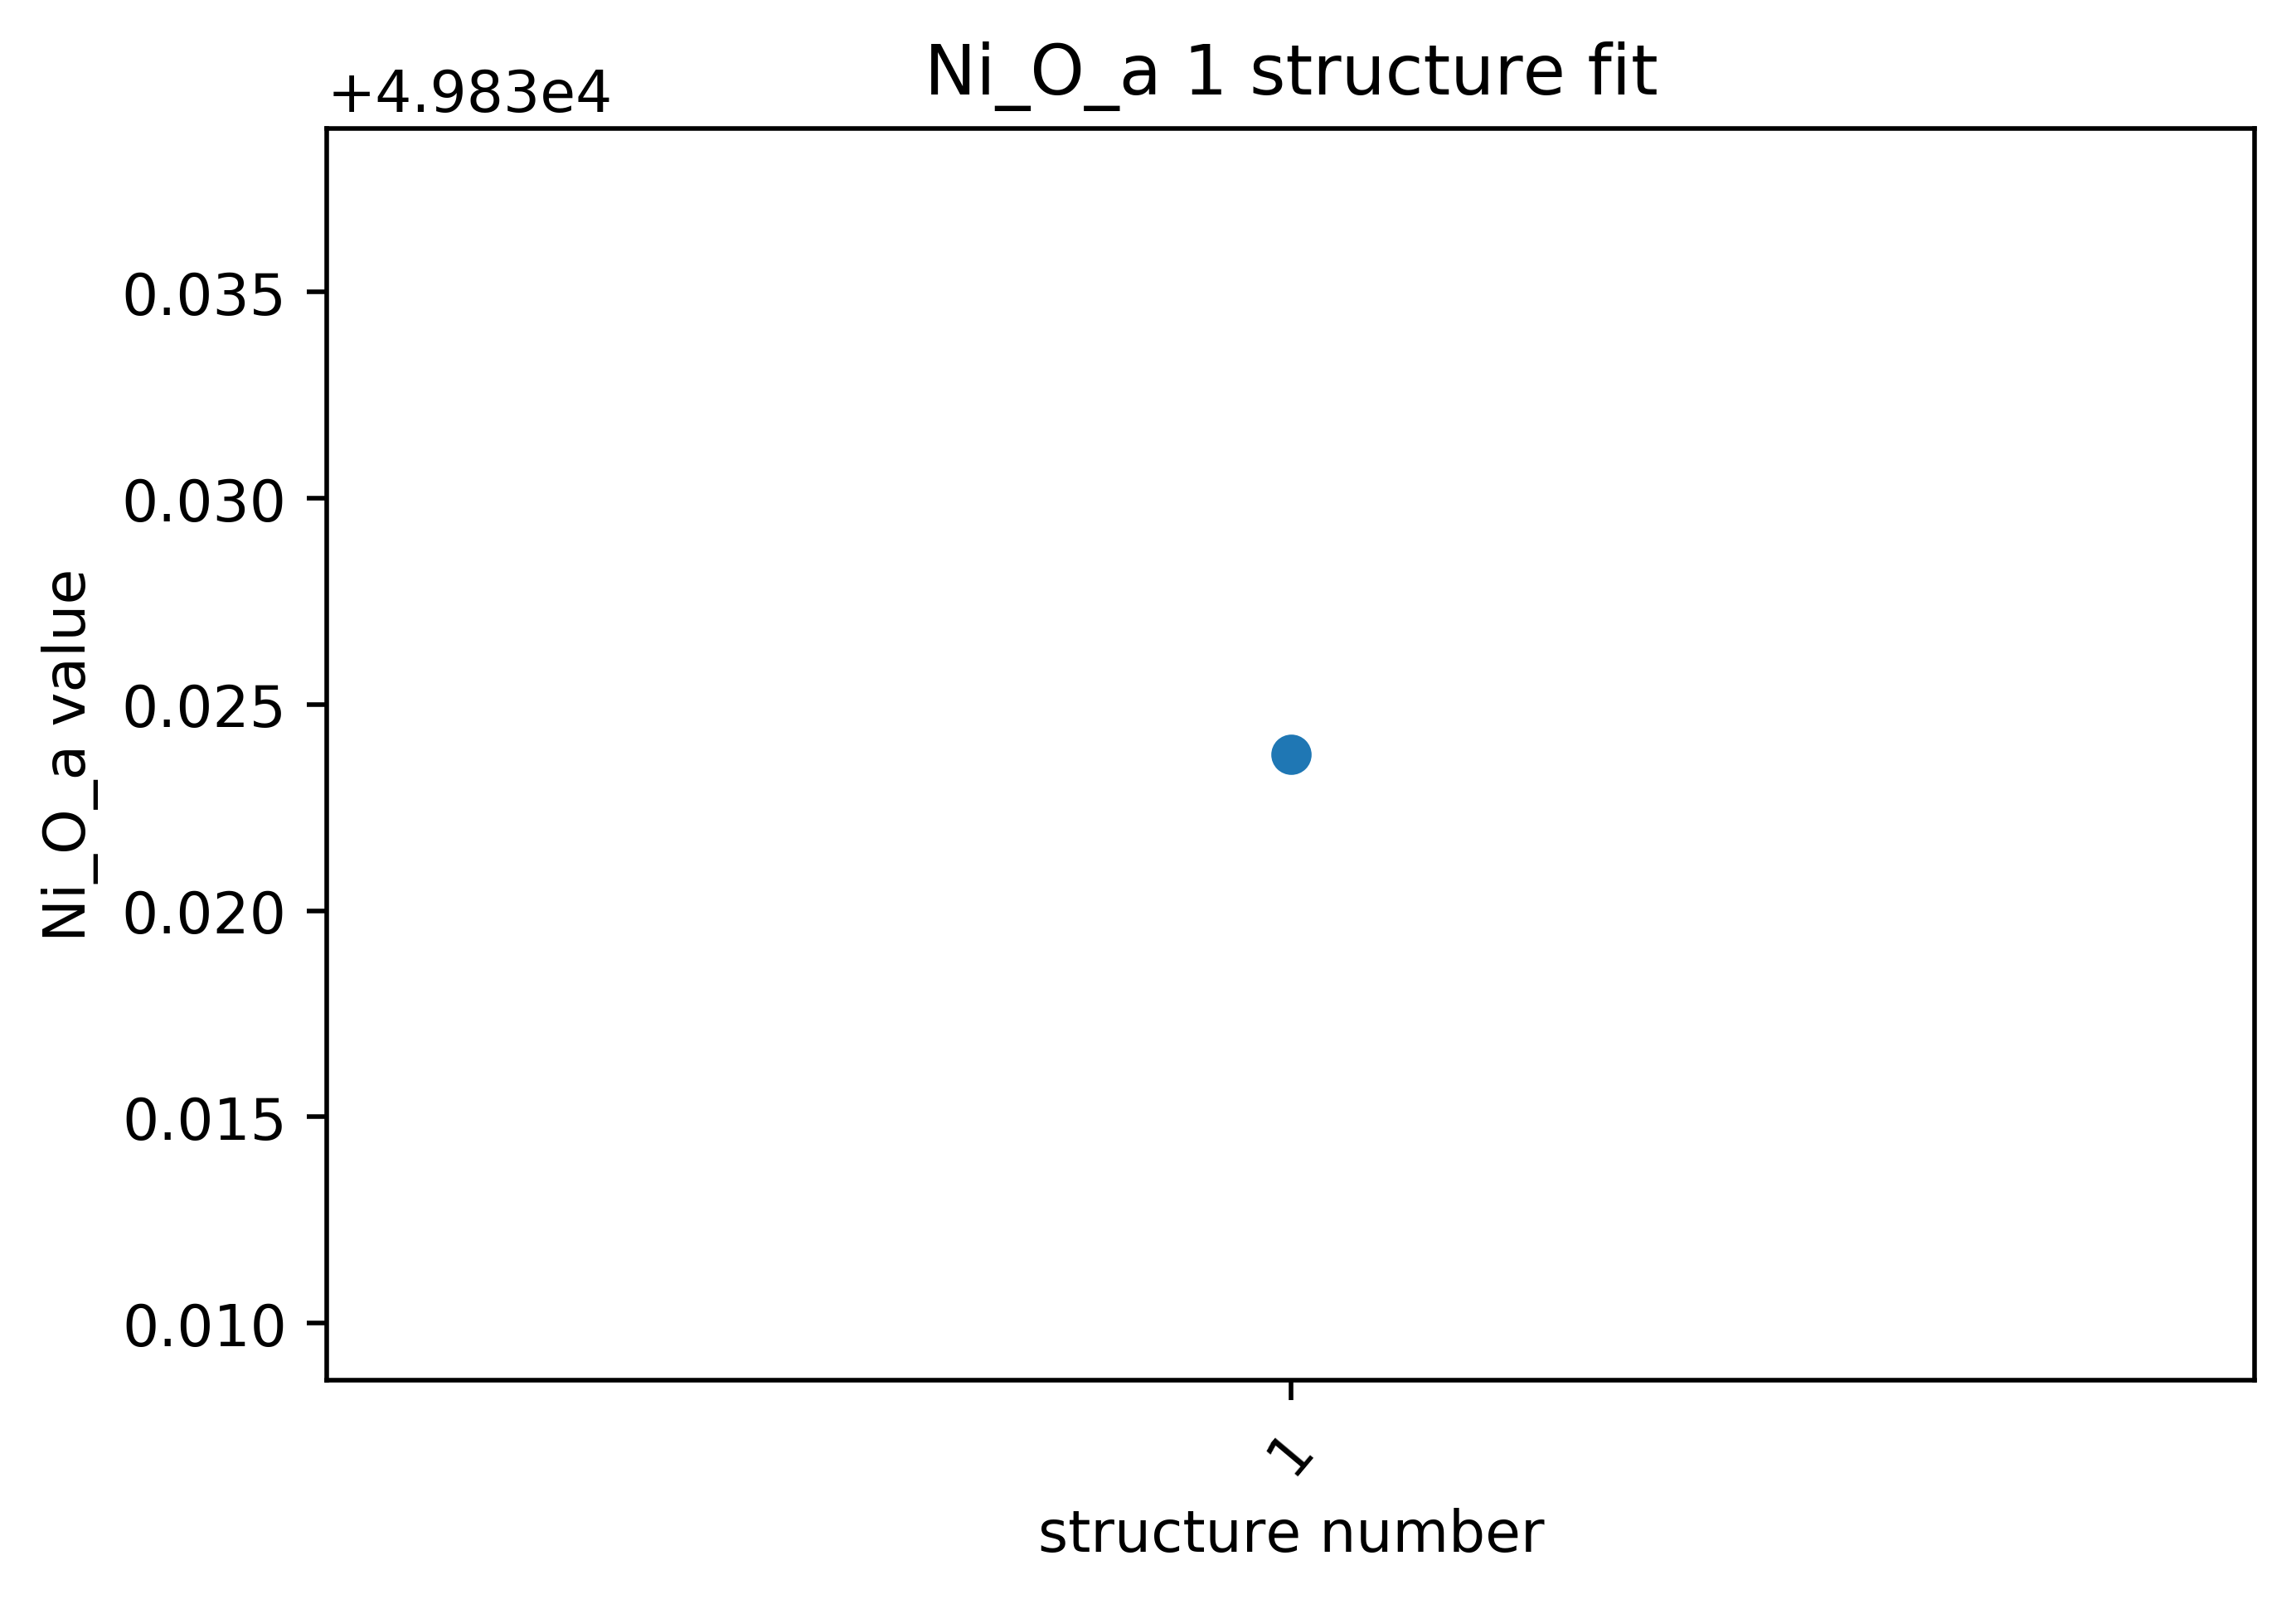 Ni_O_a 1 structure fit
+4.983e4
0.035
0.030
0.025
0.020
0.015
0.010
Ni_O_a value
1
structure number